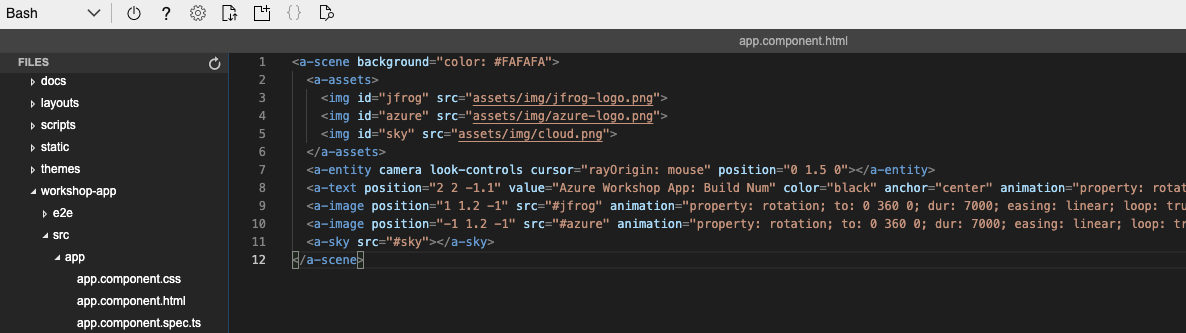 Bash
?
{}
app.component.html
FILES
docs
layouts
scripts
static
themes
workshop-app
e2e
src
app
app.component.css
app.component.html
app.component.spec.ts
1 <a-scene background="color: #FAFAFA">
2 <a-assets>
3 <img id="jfrog" src="assets/img/jfrog-logo.png">
4 <img id="azure" src="assets/img/azure-logo.png">
5 <img id="sky" src="assets/img/cloud.png">
6 </a-assets>
7 <a-entity camera look-controls cursor="rayOrigin: mouse" position="0 1.5 0"></a-entity>
8 <a-text position="2 2 -1.1" value="Azure Workshop App: Build Num" color="black" anchor="center" animation="property: rotat
9 <a-image position="1 1.2 -1" src="#jfrog" animation="property: rotation; to: 0 360 0; dur: 7000; easing: linear; loop: tru
10 <a-image position="-1 1.2 -1" src="#azure" animation="property: rotation; to: 0 360 0; dur: 7000; easing: linear; loop: tr
11 <a-sky src="#sky"></a-sky>
12 </a-scene>